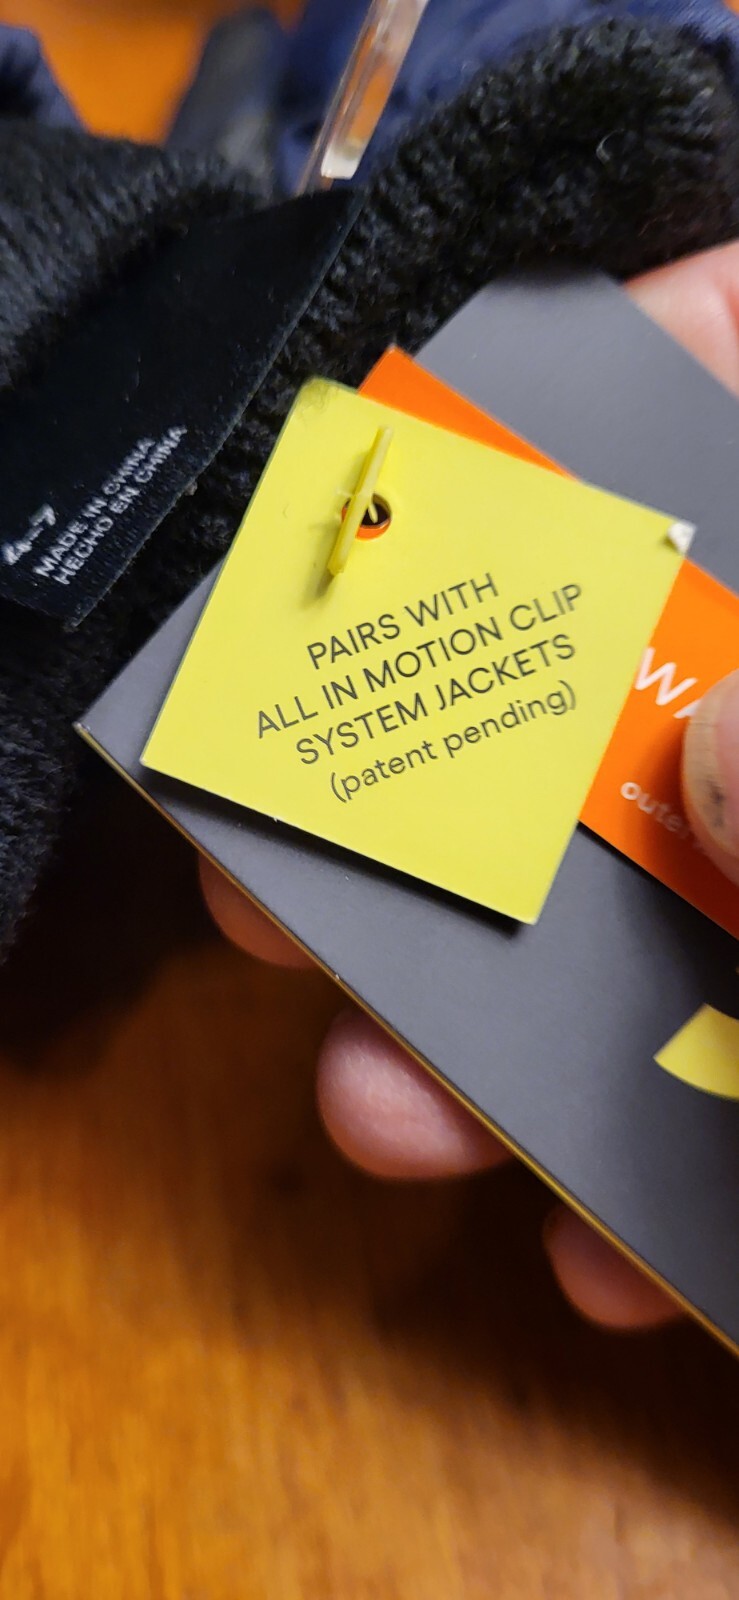 4-7
MADE IN CHINA
HECHO EN CHINA
PAIRS WITH
ALL IN MOTION CLIP
SYSTEM JACKETS
(patent pending)